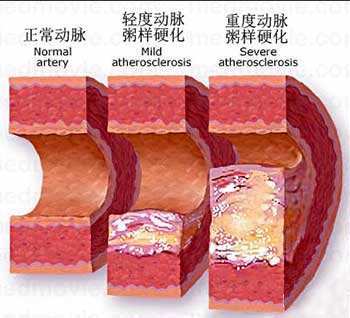 正常动脉
Normal
artery
轻度动脉
粥样硬化
Mild
atherosclerosis
重度动脉
粥样硬化
Severe
atherosclerosis